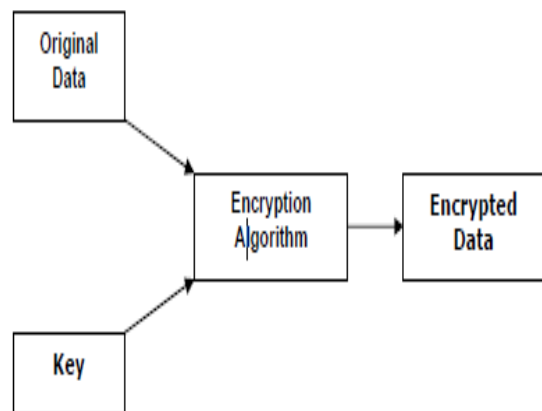 Original
Data
Encryption
Algorithm
Encrypted
Data
Key